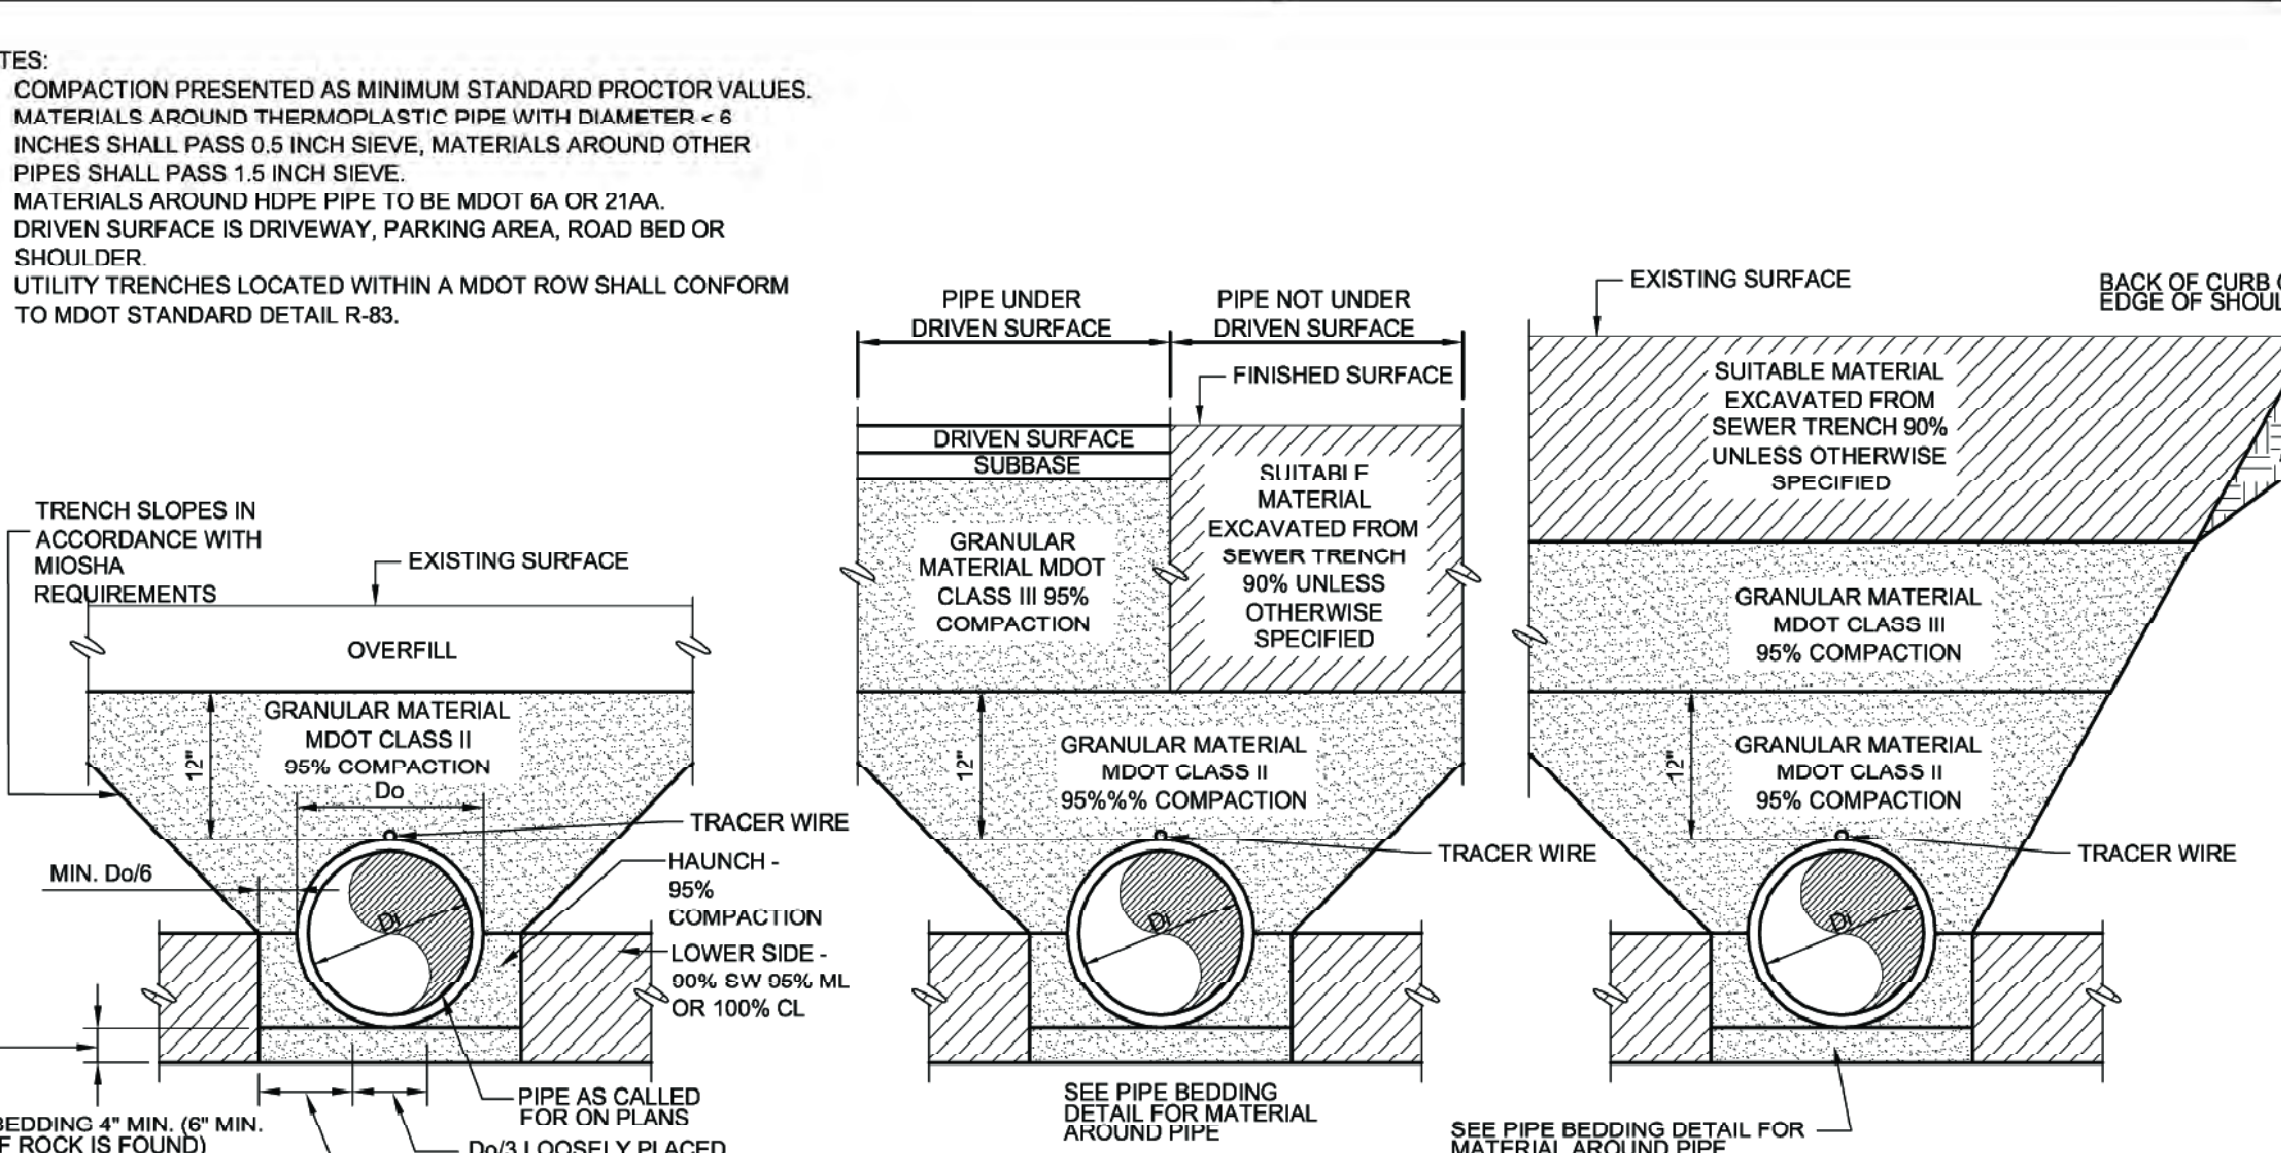 TES:
COMPACTION PRESENTED AS MINIMUM STANDARD PROCTOR VALUES.
MATERIALS AROUND THERMOPLASTIC PIPE WITH DIAMETER < 6
INCHES SHALL PASS 0.5 INCH SIEVE, MATERIALS AROUND OTHER
PIPES SHALL PASS 1.5 INCH SIEVE.
MATERIALS AROUND HDPE PIPE TO BE MDOT 6A OR 21AA.
DRIVEN SURFACE IS DRIVEWAY, PARKING AREA, ROAD BED OR
SHOULDER.
UTILITY TRENCHES LOCATED WITHIN A MDOT ROW SHALL CONFORM
TO MDOT STANDARD DETAIL R-83.
TRENCH SLOPES IN
ACCORDANCE WITH
MIOSHA
REQUIREMENTS
EXISTING SURFACE
OVERFILL
GRANULAR MATERIAL
MDOT CLASS II
95% COMPACTION
12"
Do
TRACER WIRE
MIN. Do/6
HAUNCH -
95%
COMPACTION
Di
LOWER SIDE -
90% SW 95% ML
OR 100% CL
PIPE AS CALLED
FOR ON PLANS
BEDDING 4" MIN. (6" MIN.
F ROCK IS FOUND)
Do/3 LOOSELY PLACED
PIPE UNDER
DRIVEN SURFACE
PIPE NOT UNDER
DRIVEN SURFACE
FINISHED SURFACE
DRIVEN SURFACE
SUBBASE
GRANULAR
MATERIAL MDOT
CLASS III 95%
COMPACTION
SUITABLE
MATERIAL
EXCAVATED FROM
SEWER TRENCH
90% UNLESS
OTHERWISE
SPECIFIED
12"
GRANULAR MATERIAL
MDOT CLASS II
95%%% COMPACTION
TRACER WIRE
Di
SEE PIPE BEDDING
DETAIL FOR MATERIAL
AROUND PIPE
EXISTING SURFACE
BACK OF CURB
EDGE OF SHOUL
SUITABLE MATERIAL
EXCAVATED FROM
SEWER TRENCH 90%
UNLESS OTHERWISE
SPECIFIED
GRANULAR MATERIAL
MDOT CLASS III
95% COMPACTION
12"
GRANULAR MATERIAL
MDOT CLASS II
95% COMPACTION
TRACER WIRE
Di
SEE PIPE BEDDING DETAIL FOR
MATERIAL AROUND PIPE